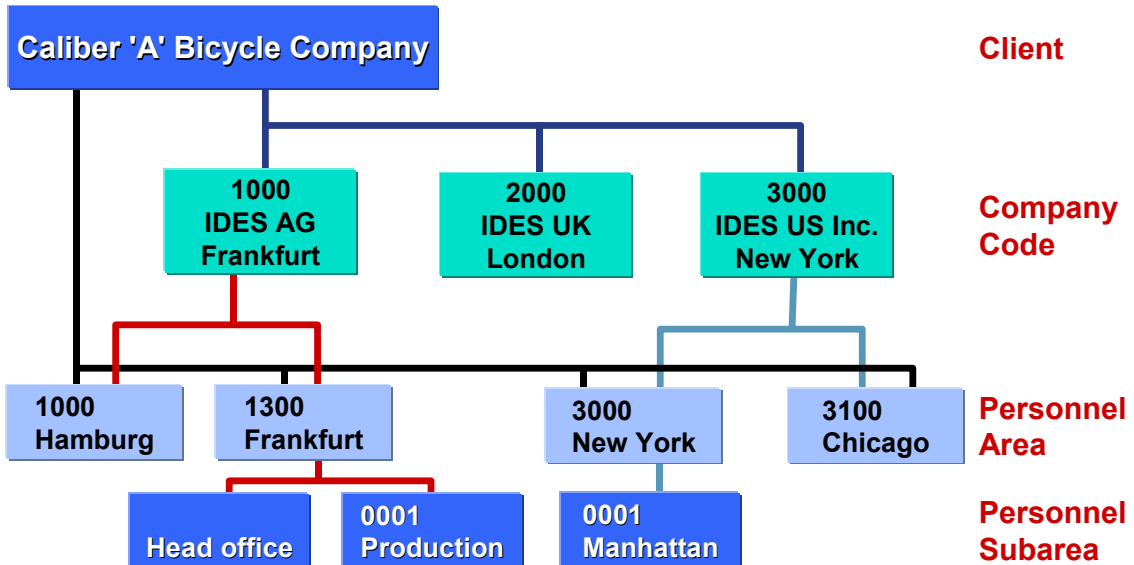 Caliber 'A' Bicycle Company
Client
1000
IDES AG
Frankfurt
2000
IDES UK
London
3000
IDES US Inc.
New York
Company
Code
1000
Hamburg
1300
Frankfurt
3000
New York
3100
Chicago
Personnel
Area
Head office
0001
Production
0001
Manhattan
Personnel
Subarea